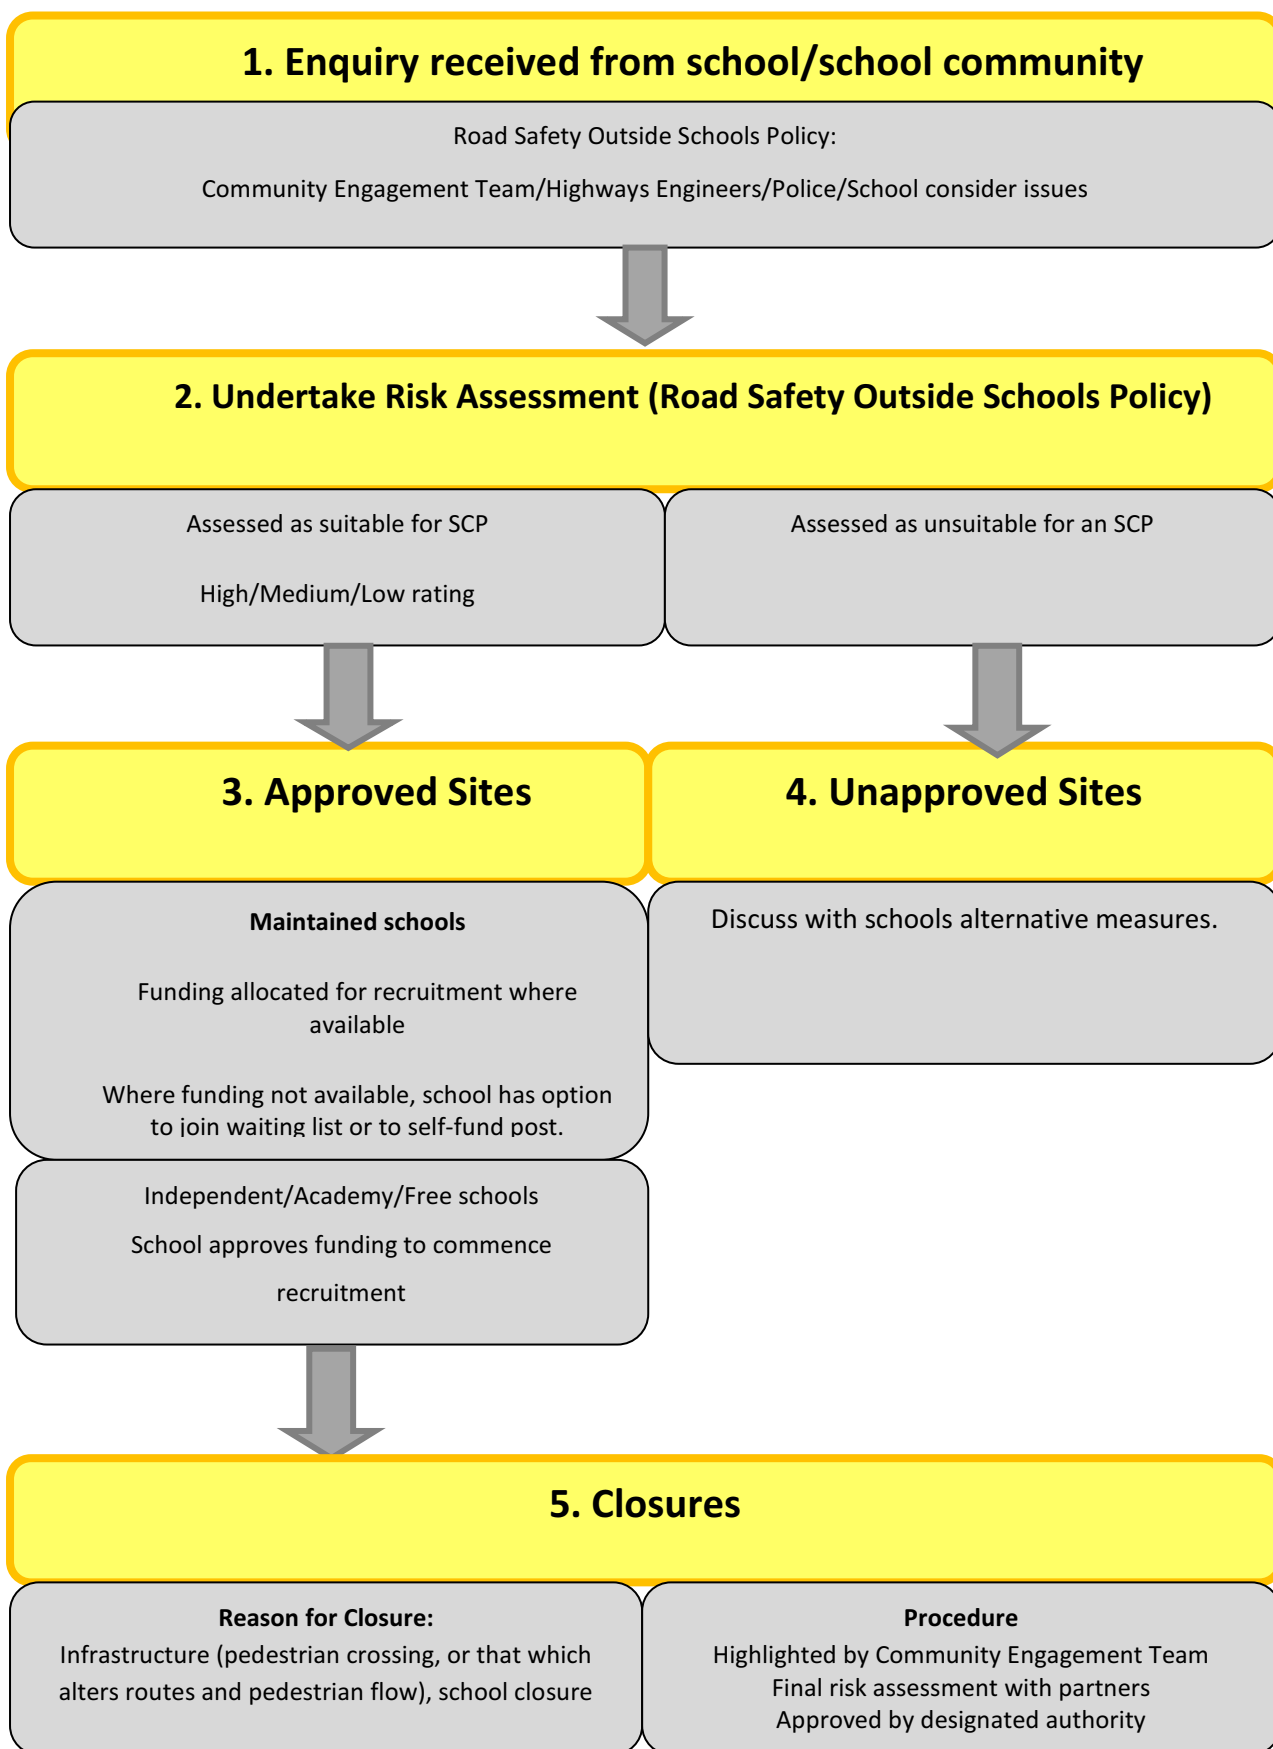 1. Enquiry received from school/school community
Road Safety Outside Schools Policy:
Community Engagement Team/Highways Engineers/Police/School consider issues
2. Undertake Risk Assessment (Road Safety Outside Schools Policy)
Assessed as suitable for SCP
High/Medium/Low rating
Assessed as unsuitable for an SCP
3. Approved Sites
4. Unapproved Sites
Maintained schools
Funding allocated for recruitment where
available
Where funding not available, school has option
to join waiting list or to self-fund post.
Discuss with schools alternative measures.
Independent/Academy/Free schools
School approves funding to commence
recruitment
5. Closures
Reason for Closure:
Infrastructure (pedestrian crossing, or that which
alters routes and pedestrian flow), school closure
Procedure
Highlighted by Community Engagement Team
Final risk assessment with partners
Approved by designated authority